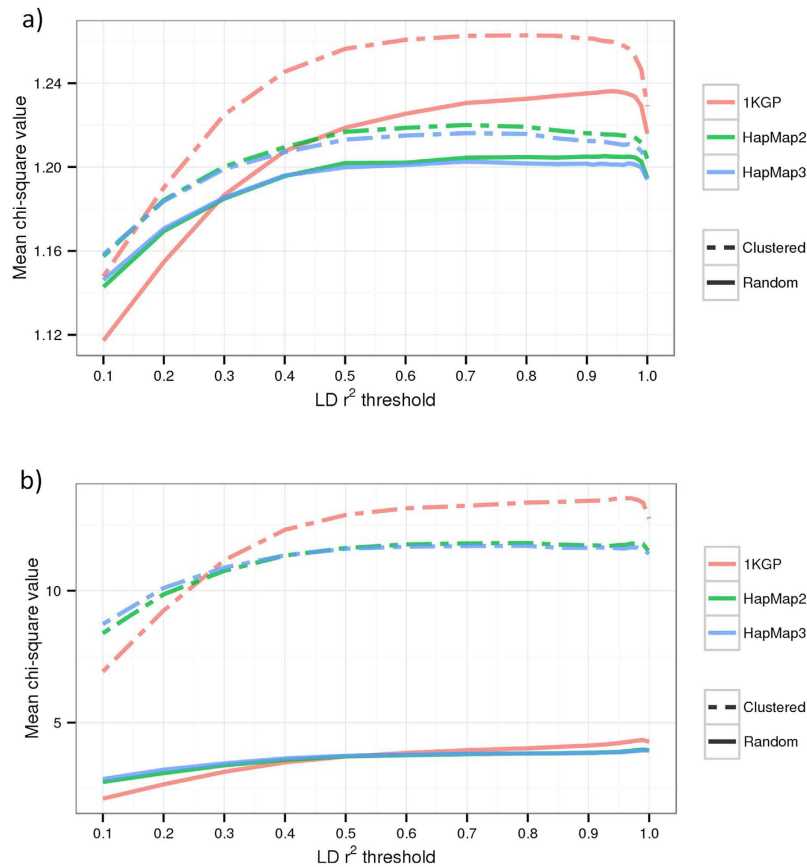 a)
Mean chi-square value
1.24
1.20
1.16
1.12
0.1 0.2 0.3 0.4 0.5 0.6 0.7 0.8 0.9 1.0
LD r² threshold
1KGP
HapMap2
HapMap3
Clustered
Random
b)
Mean chi-square value
10
5
0.1 0.2 0.3 0.4 0.5 0.6 0.7 0.8 0.9 1.0
LD r² threshold
1KGP
HapMap2
HapMap3
Clustered
Random